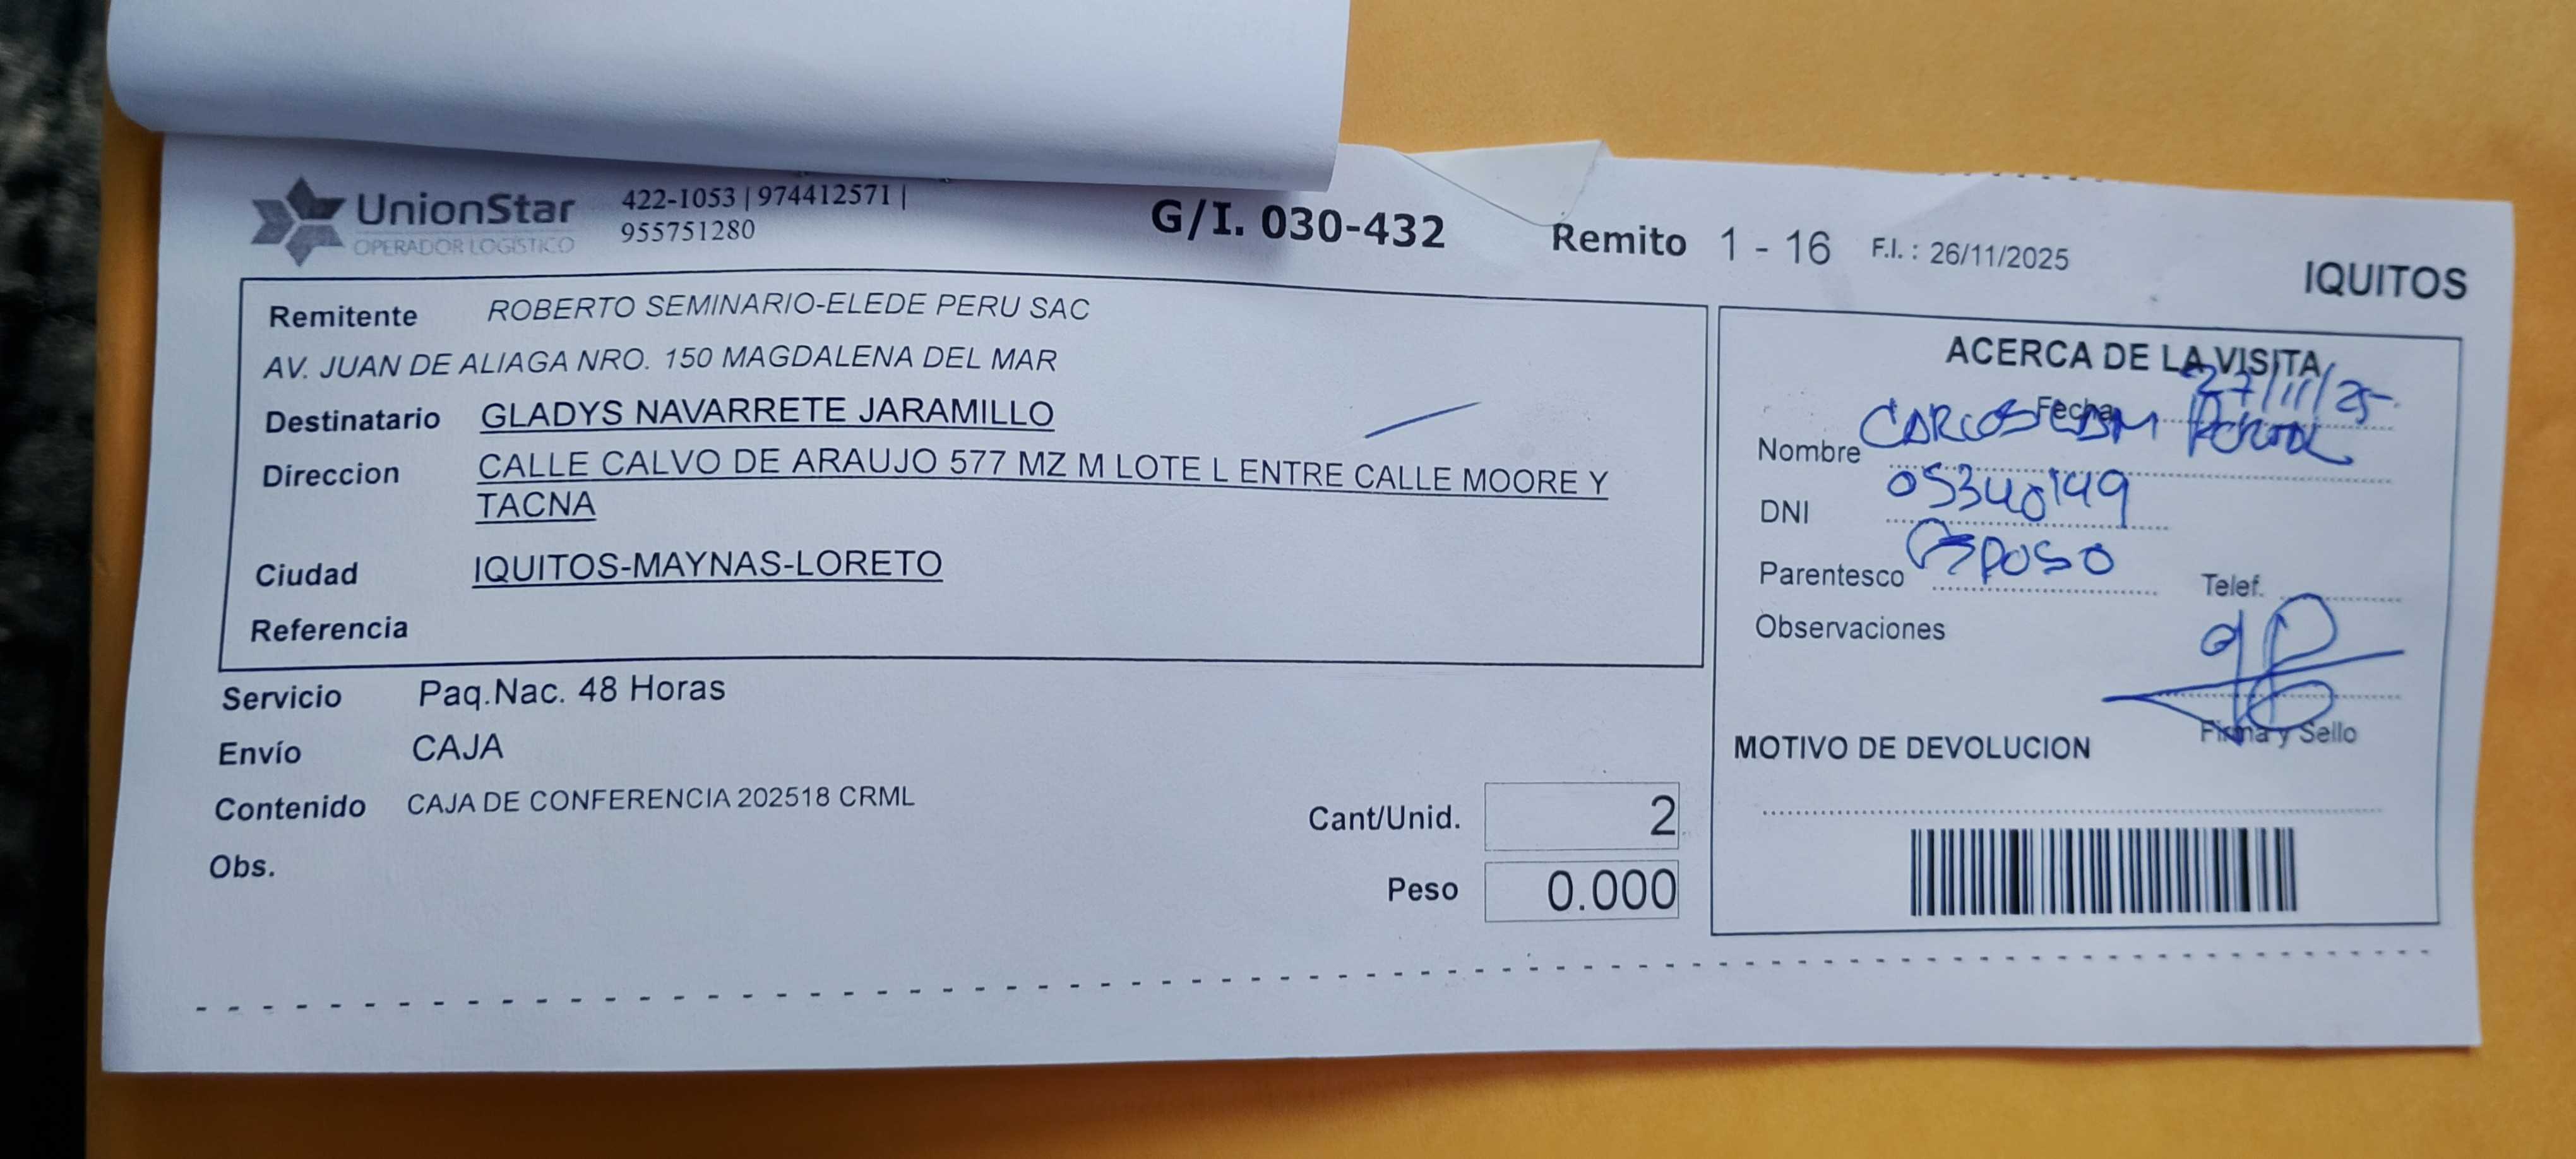 UnionStar
OPERADOR LOGÍSTICO
422-1053 | 974412571 |
955751280
G/I. 030-432
Remito 1 - 16 F.I. : 26/11/2025
IQUITOS
Remitente ROBERTO SEMINARIO-ELEDE PERU SAC
AV. JUAN DE ALIAGA NRO. 150 MAGDALENA DEL MAR
Destinatario GLADYS NAVARRETE JARAMILLO
Direccion CALLE CALVO DE ARAUJO 577 MZ M LOTE L ENTRE CALLE MOORE Y
TACNA
Ciudad IQUITOS-MAYNAS-LORETO
Referencia
Servicio Paq.Nac. 48 Horas
Envío CAJA
Contenido CAJA DE CONFERENCIA 202518 CRML
Obs.
Cant/Unid. 2
Peso 0.000
ACERCA DE LA VISITA
Fecha 27/11/25
Nombre CARLOS
DNI 05340149
Parentesco Esposo
Telef.
Observaciones
Firma y Sello
MOTIVO DE DEVOLUCION